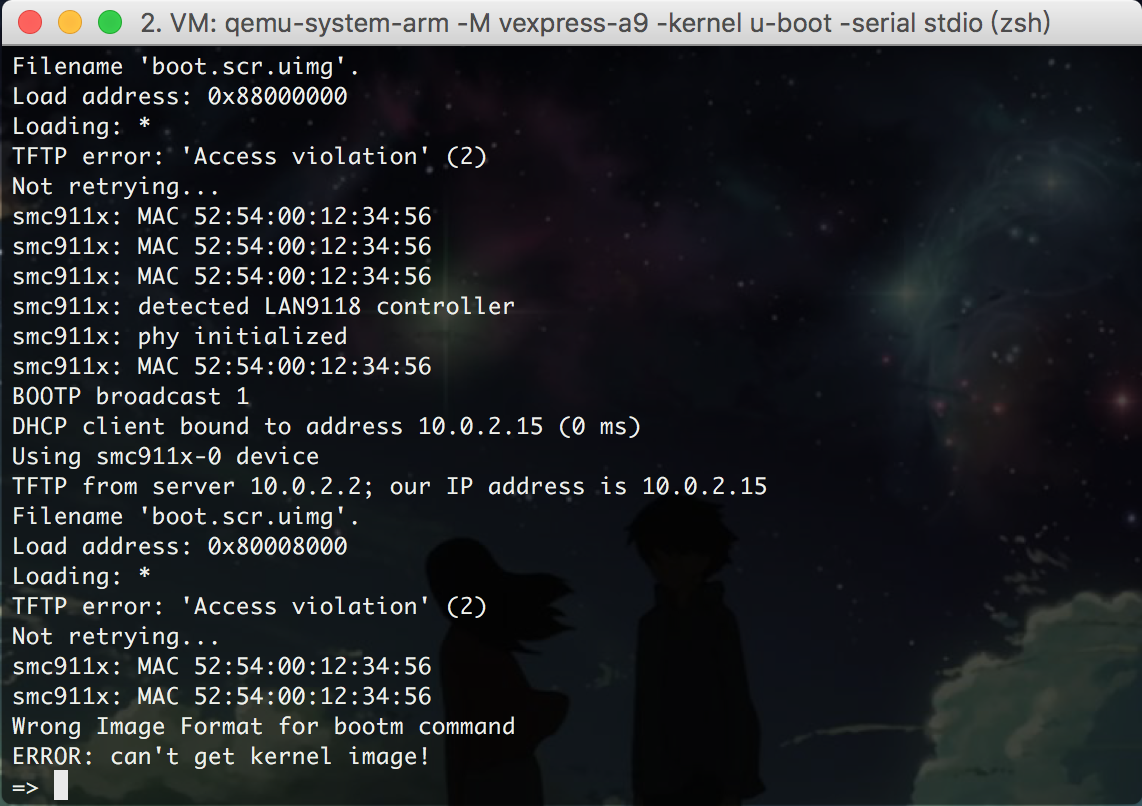 2. VM: qemu-system-arm -M vexpress-a9 -kernel u-boot -serial stdio (zsh)
Filename 'boot.scr.uimg'.
Load address: 0x88000000
Loading: *
TFTP error: 'Access violation' (2)
Not retrying...
smc911x: MAC 52:54:00:12:34:56
smc911x: MAC 52:54:00:12:34:56
smc911x: MAC 52:54:00:12:34:56
smc911x: detected LAN9118 controller
smc911x: phy initialized
smc911x: MAC 52:54:00:12:34:56
BOOTP broadcast 1
DHCP client bound to address 10.0.2.15 (0 ms)
Using smc911x-0 device
TFTP from server 10.0.2.2; our IP address is 10.0.2.15
Filename 'boot.scr.uimg'.
Load address: 0x80008000
Loading: *
TFTP error: 'Access violation' (2)
Not retrying...
smc911x: MAC 52:54:00:12:34:56
smc911x: MAC 52:54:00:12:34:56
Wrong Image Format for bootm command
ERROR: can't get kernel image!
=>